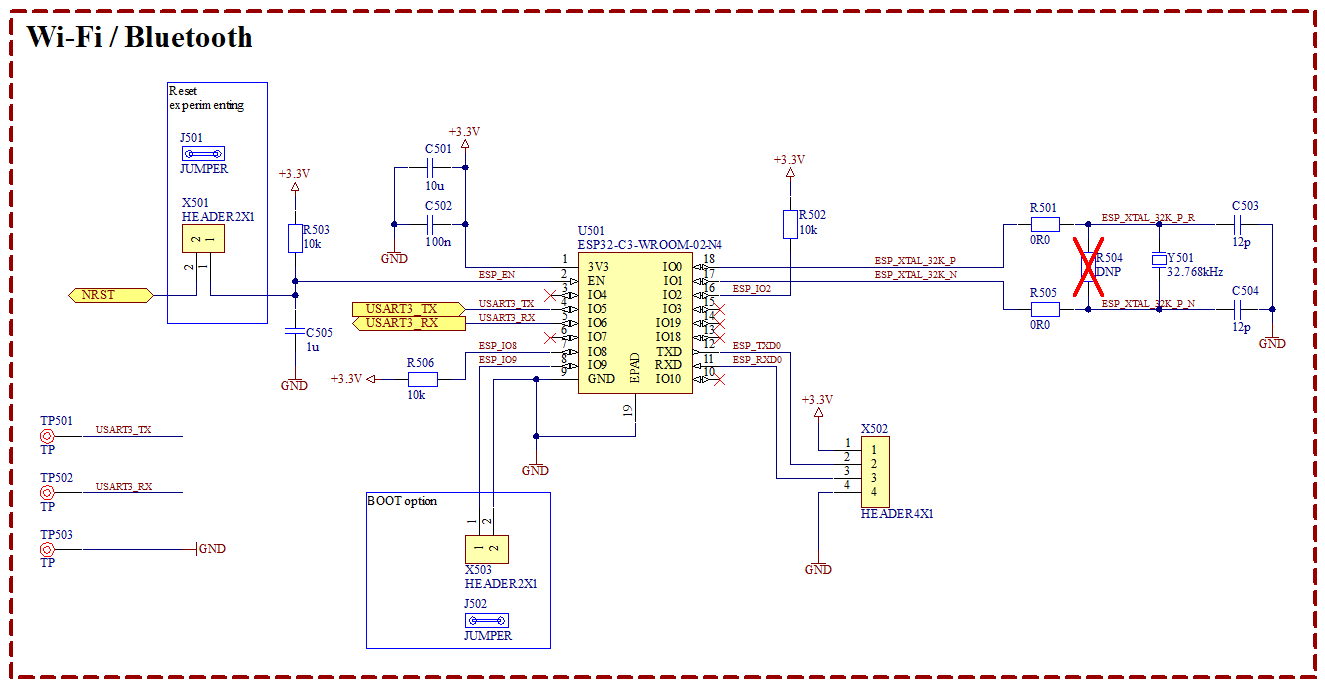 Wi-Fi / Bluetooth
Reset
experimenting
J501
JUMPER
X501
HEADER2X1
2 1
2 1
NRST
+3.3V
R503
10k
C505
1u
GND
+3.3V
C501
10u
C502
100n
GND
ESP_EN
USART3_TX
USART3_TX
USART3_RX
USART3_RX
ESP_IO8
ESP_IO9
+3.3V
R506
10k
U501
ESP32-C3-WROOM-02-N4
1 3V3
2 EN
3 IO4
4 IO5
5 IO6
6 IO7
7 IO8
8 IO9
9 GND
EPAD
19
IO0 18
IO1 17
IO2 16
IO3 15
IO19 14
IO18 13
TXD 12
RXD 11
IO10 10
GND
+3.3V
R502
10k
ESP_XTAL_32K_P
ESP_XTAL_32K_N
ESP_IO2
ESP_TXD0
ESP_RXD0
R501
0R0
R505
0R0
ESP_XTAL_32K_P_R
R504
DNP
Y501
32.768kHz
ESP_XTAL_32K_P_N
C503
12p
C504
12p
GND
+3.3V
X502
1 1
2 2
3 3
4 4
HEADER4X1
GND
TP501
USART3_TX
TP
TP502
USART3_RX
TP
TP503
GND
TP
BOOT option
1 2
1 2
X503
HEADER2X1
J502
JUMPER